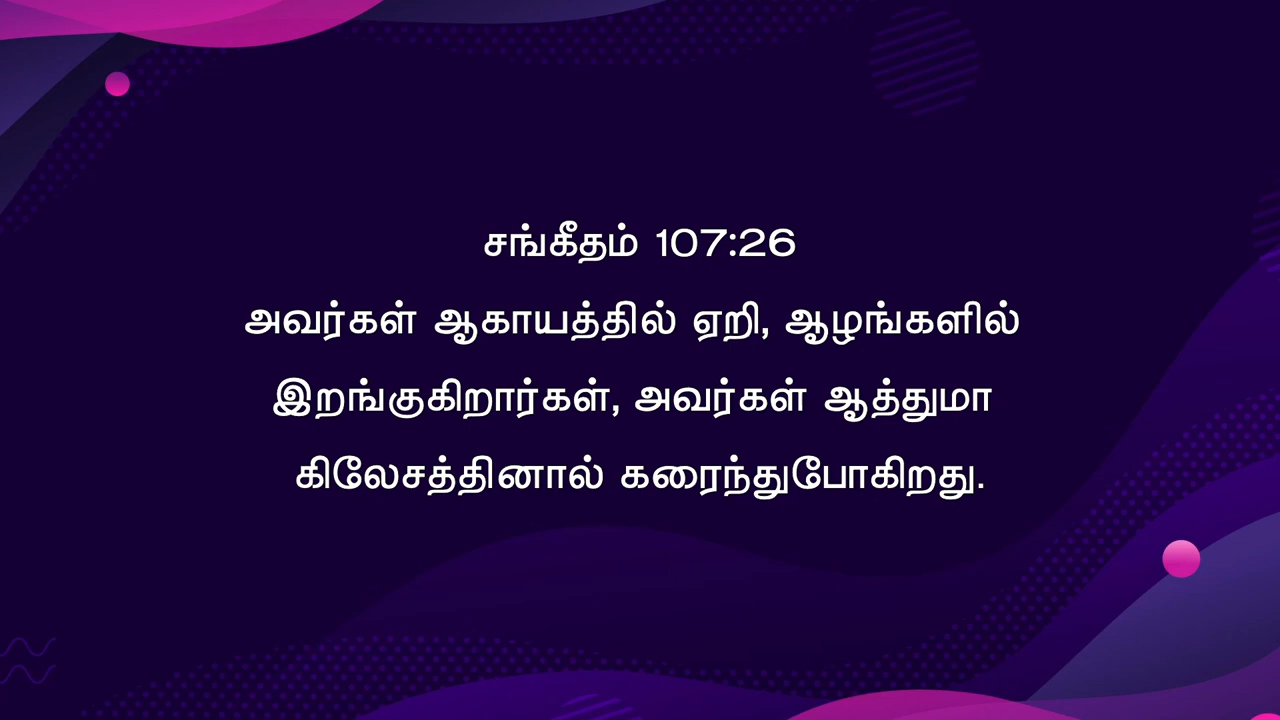 சங்கீதம் 107:26
அவர்கள் ஆகாயத்தில் ஏறி, ஆழங்களில்
இறங்குகிறார்கள், அவர்கள் ஆத்துமா
கிலேசத்தினால் கரைந்துபோகிறது.